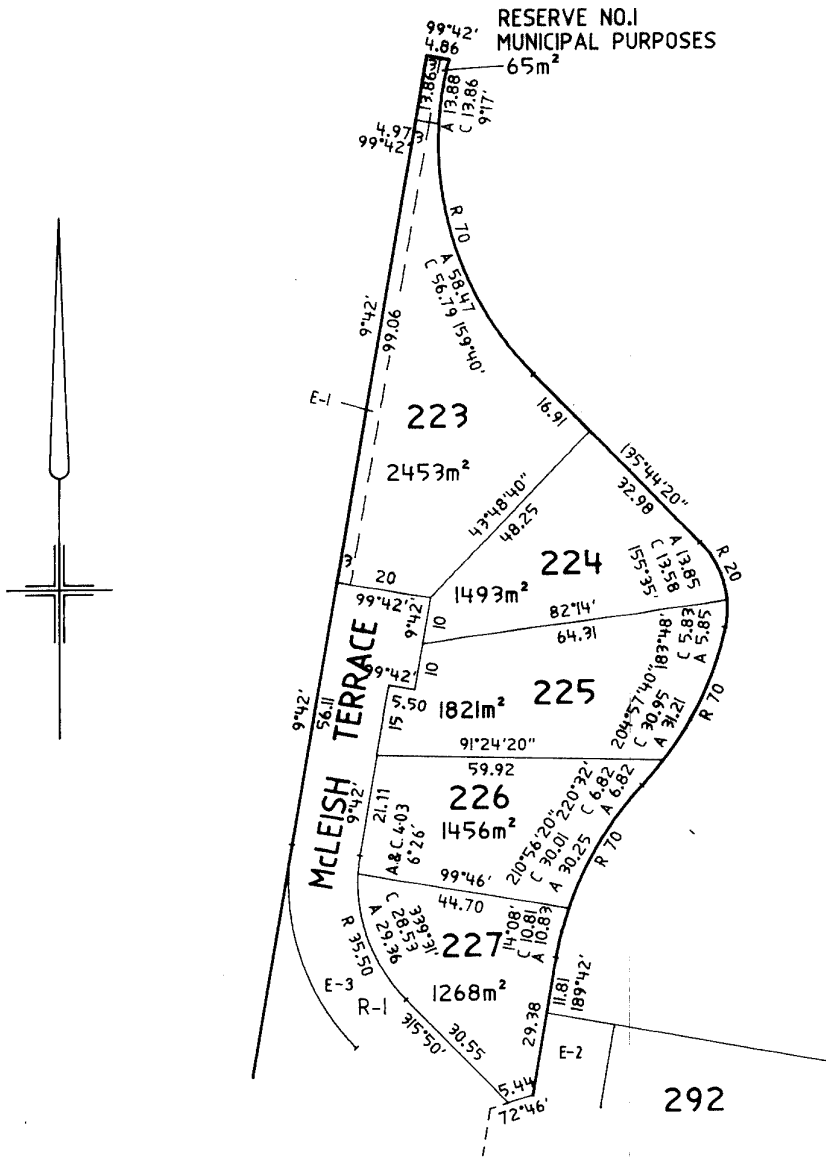 RESERVE NO.1
MUNICIPAL PURPOSES
65m²
99°42'
4.86
3
13.86
A 13.88
C 13.86
9°17'
4.97
99°42'
3
R 70
A 58.47
C 56.79 159°40'
9°42'
99.06
E-1
223
2453m²
16.91
135°44'20"
32.98
43°48'40"
48.25
R 20
A 13.85
C 13.58
155°35'
224
1493m²
3
20
99°42'
9°42
10
82°14'
64.31
183°48'
C 5.83
A 5.85
99°42'
10
5.50
15
225
1821m²
204°57'40"
C 30.95
A 31.21
R 70
91°24'20"
59.92
9°42'
56.11
McLEISH TERRACE
9°42'
21.11
A&C 4.03
6°26'
226
1456m²
220°32'
C 6.82
A 6.82
210°56'20"
C 30.01
A 30.25
R 70
99°46'
44.70
339°31'
C 28.53
A 29.36
R 35.50
227
1268m²
14°08'
C 10.81
A 10.83
11.81
189°42'
E-3
R-1
315°50'
30.55
29.38
E-2
5.44
72°46'
292